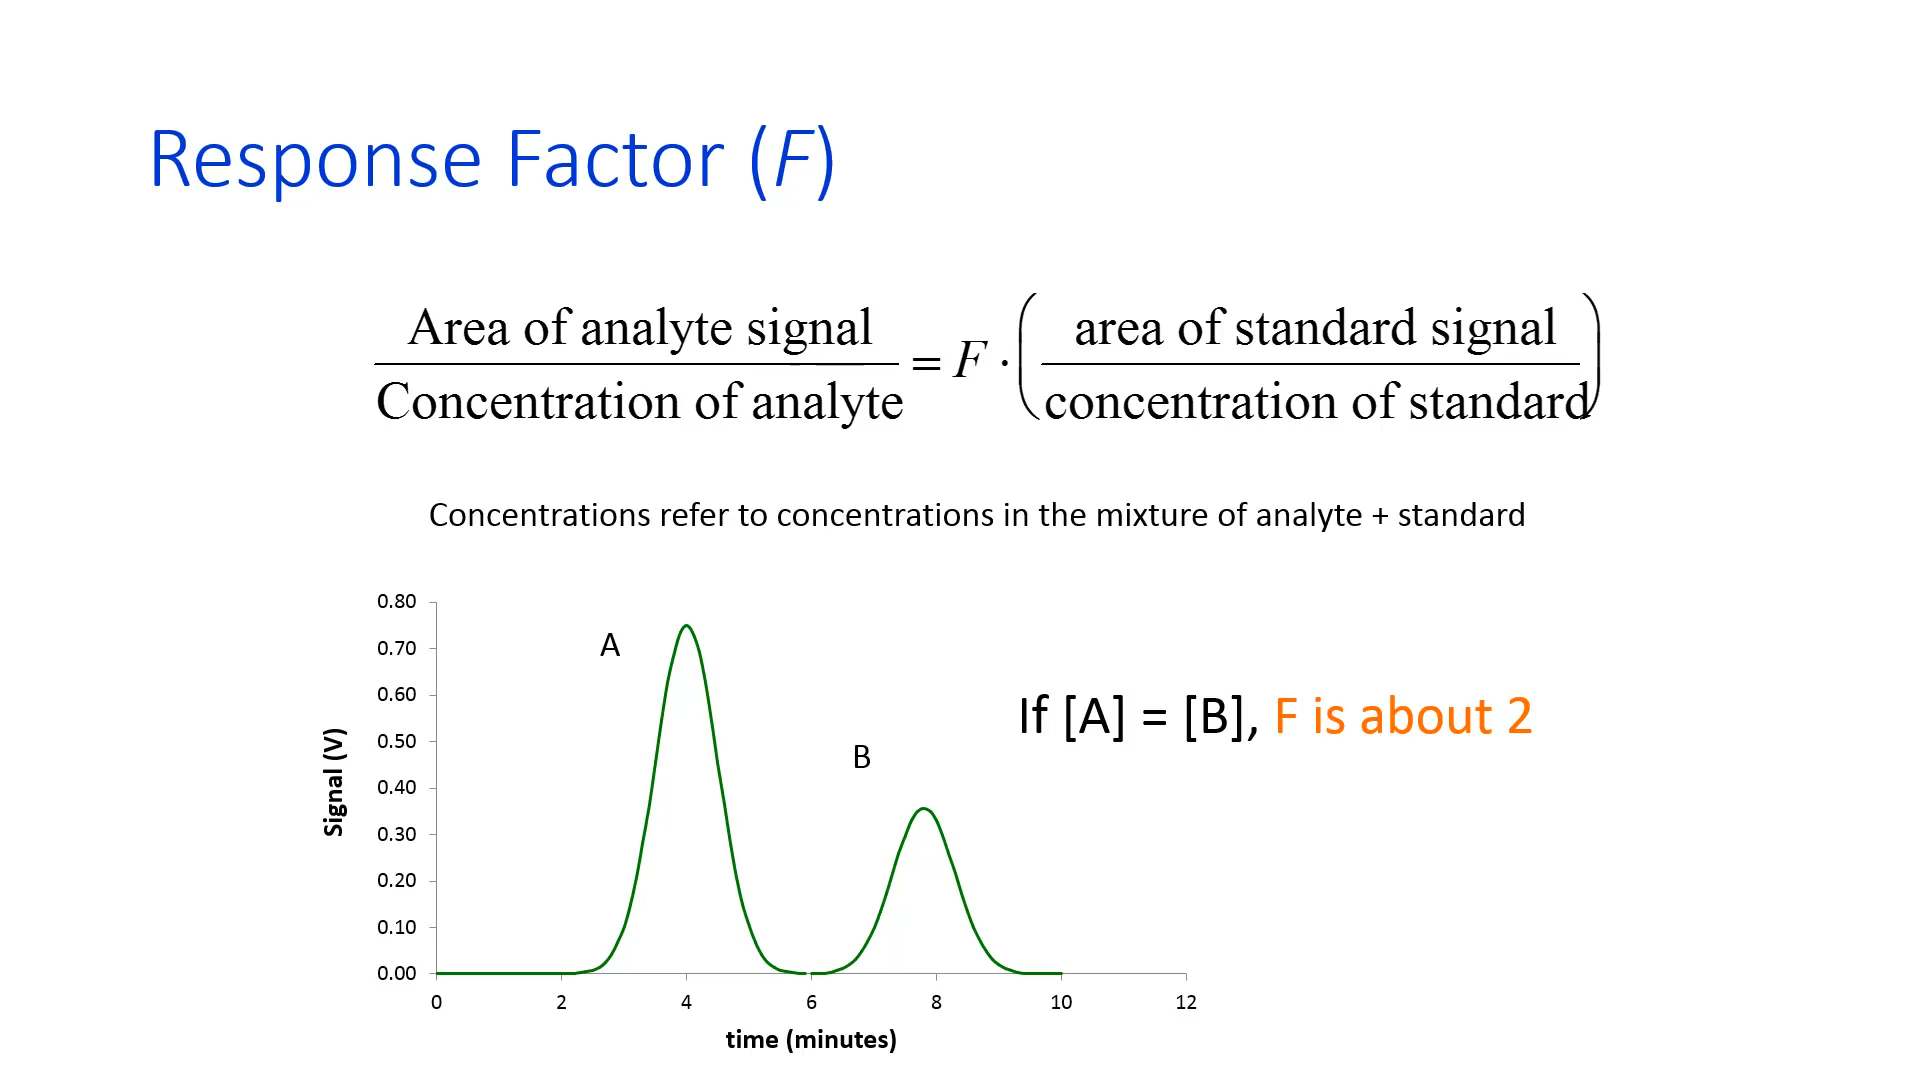 Response Factor (F)
Area of analyte signal
Concentration of analyte
= F ·
area of standard signal
concentration of standard
Concentrations refer to concentrations in the mixture of analyte + standard
0.80
0.70
0.60
0.50
0.40
0.30
0.20
0.10
0.00
Signal (V)
A
B
If [A] = [B], F is about 2
0 2 4 6 8 10 12
time (minutes)